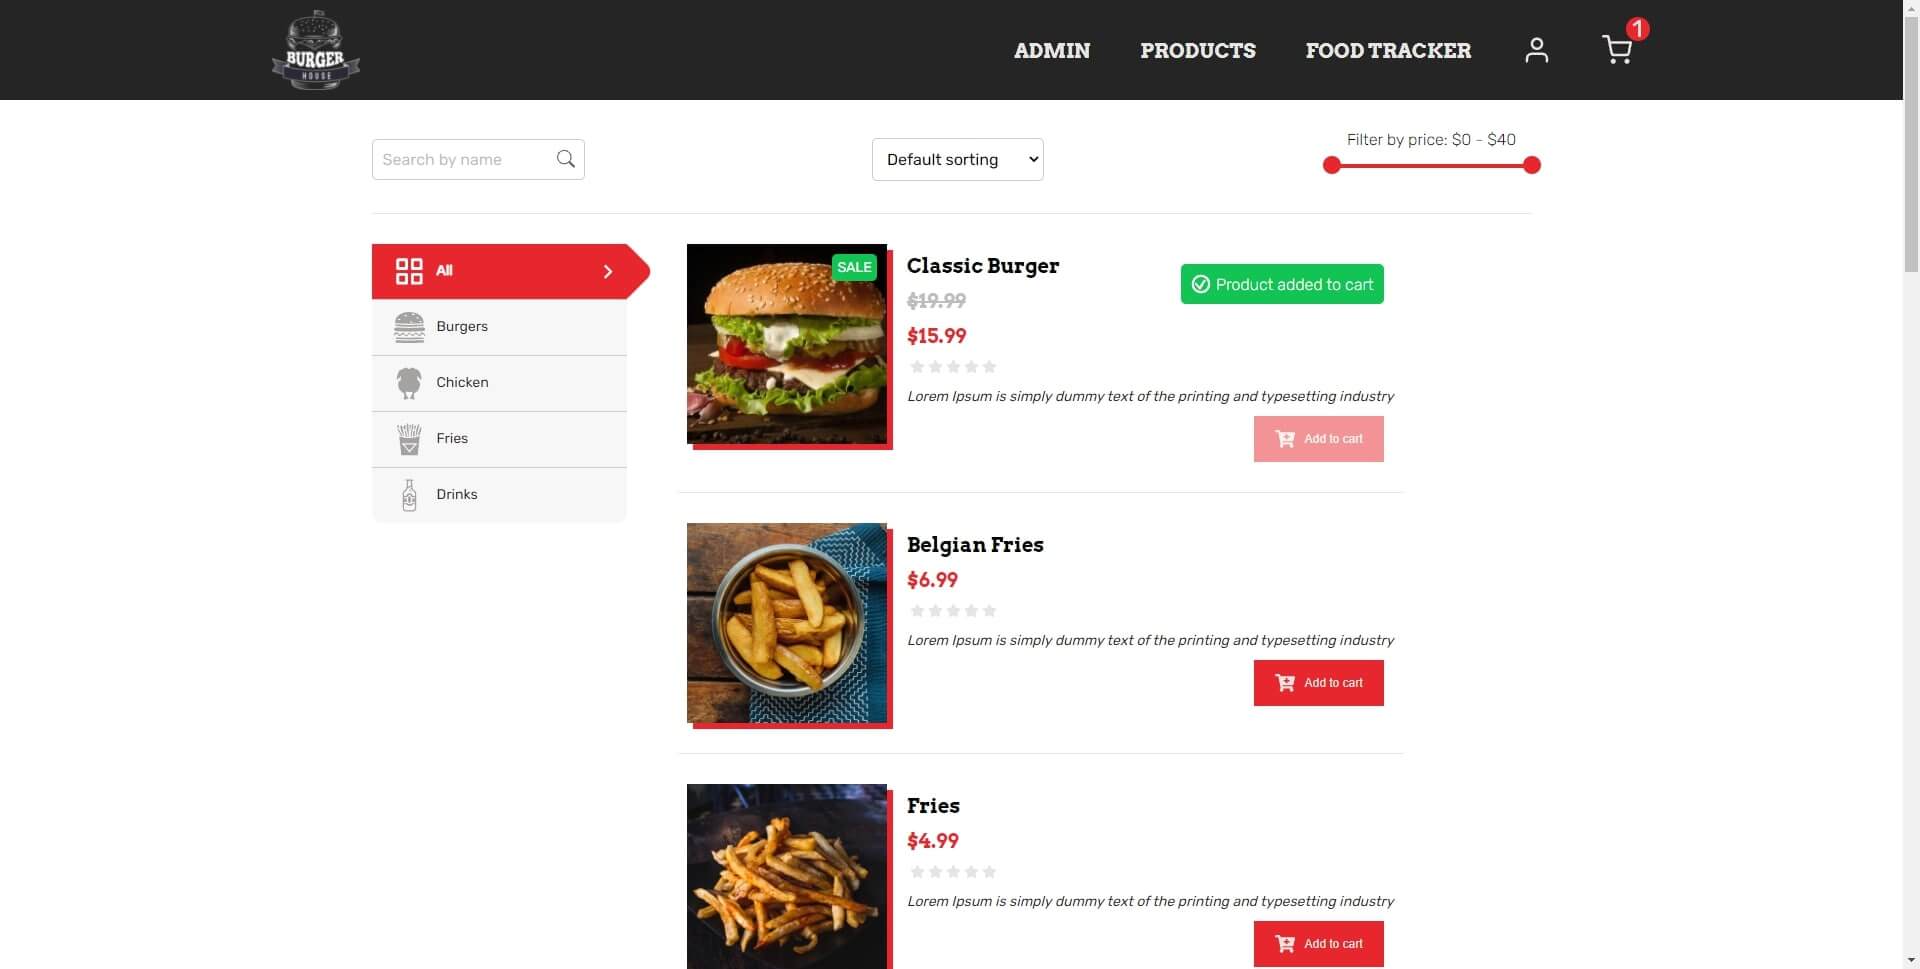 BURGER
HOUSE
ADMIN
PRODUCTS
FOOD TRACKER
1
Search by name
Default sorting
Filter by price: $0 - $40
All
Burgers
Chicken
Fries
Drinks
SALE
Classic Burger
$19.99
$15.99
Product added to cart
Lorem Ipsum is simply dummy text of the printing and typesetting industry
Add to cart
Belgian Fries
$6.99
Lorem Ipsum is simply dummy text of the printing and typesetting industry
Add to cart
Fries
$4.99
Lorem Ipsum is simply dummy text of the printing and typesetting industry
Add to cart